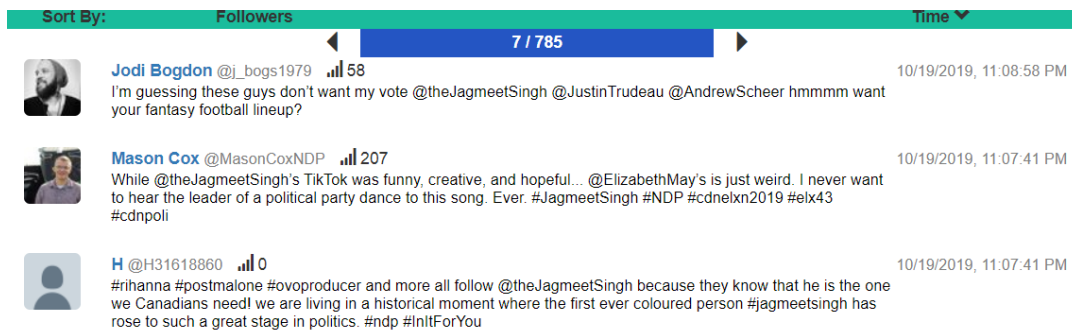 Sort By: Followers Time
7 / 785
Jodi Bogdon @j_bogs1979 58 10/19/2019, 11:08:58 PM
I'm guessing these guys don't want my vote @theJagmeetSingh @JustinTrudeau @AndrewScheer hmmmm want
your fantasy football lineup?
Mason Cox @MasonCoxNDP 207 10/19/2019, 11:07:41 PM
While @theJagmeetSingh's TikTok was funny, creative, and hopeful... @ElizabethMay's is just weird. I never want
to hear the leader of a political party dance to this song. Ever. #JagmeetSingh #NDP #cdnelxn2019 #elx43
#cdnpoli
H @H31618860 0 10/19/2019, 11:07:41 PM
#rihanna #postmalone #ovoproducer and more all follow @theJagmeetSingh because they know that he is the one
we Canadians need! we are living in a historical moment where the first ever coloured person #jagmeetsingh has
rose to such a great stage in politics. #ndp #InItForYou